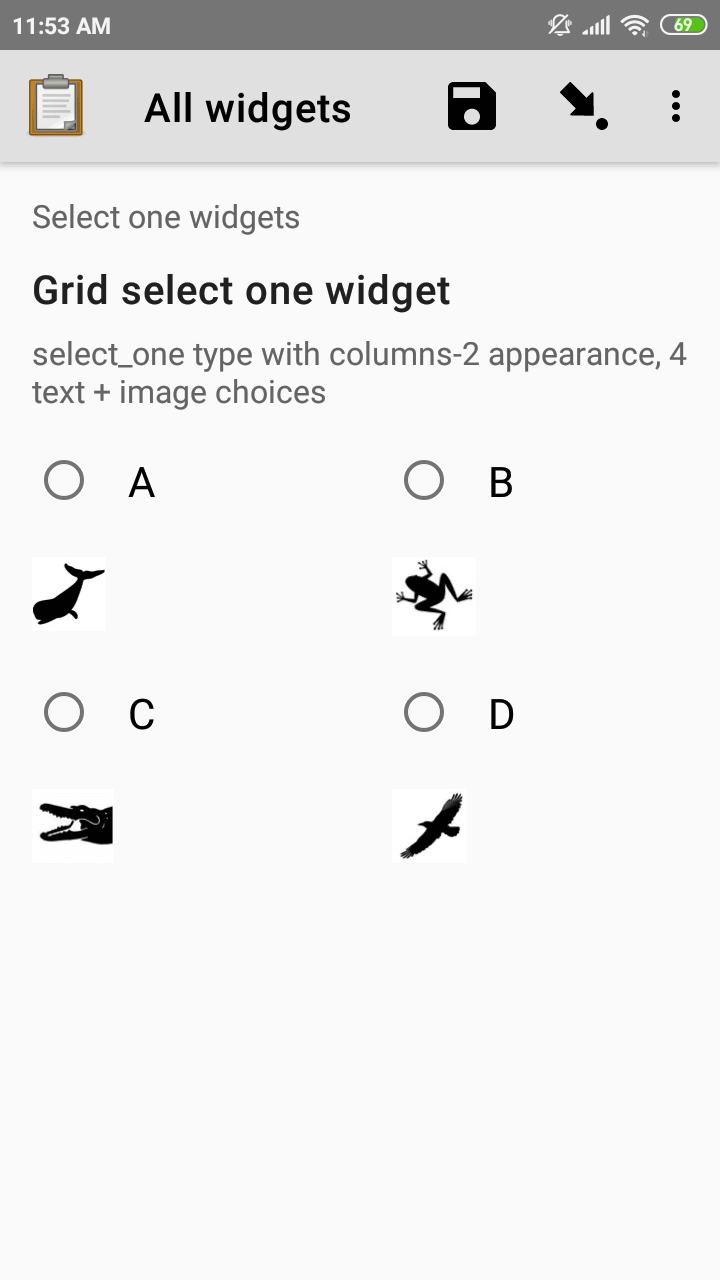 11:53 AM
69
All widgets
Select one widgets
Grid select one widget
select_one type with columns-2 appearance, 4
text + image choices
A
B
C
D